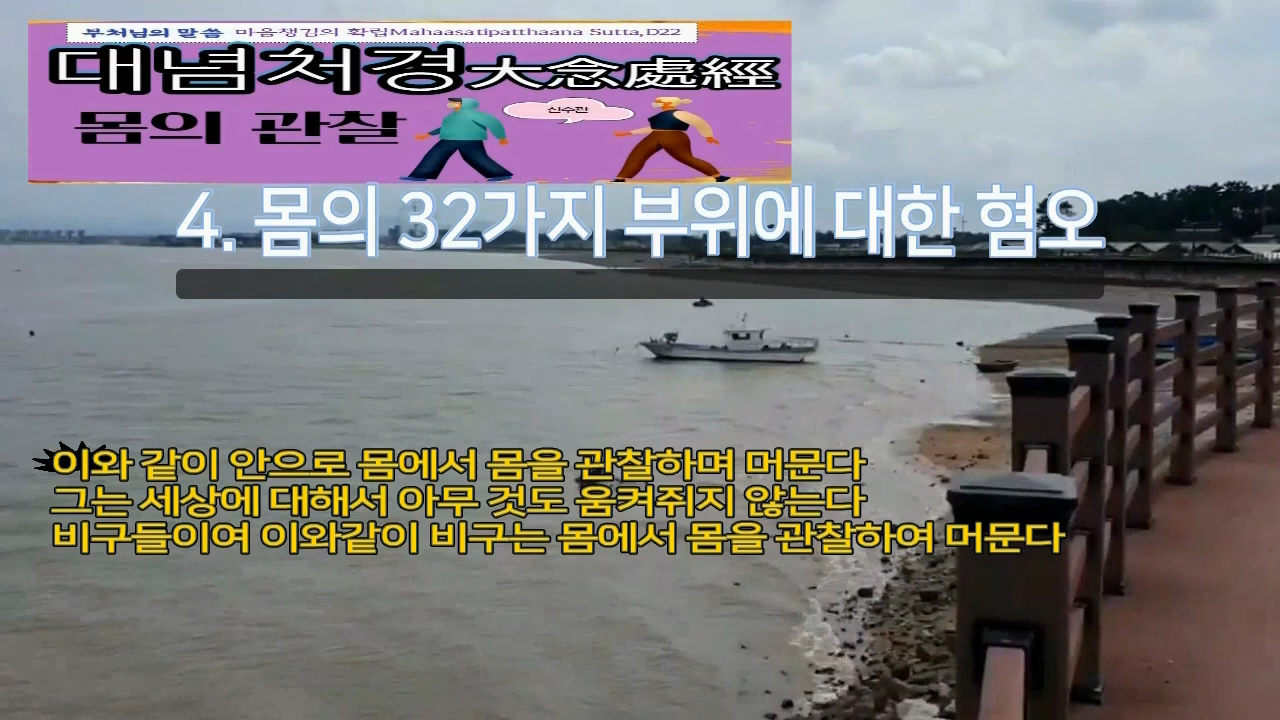 부처님의 말씀 마음챙김의 확립Mahaasatipatthaana Sutta,D22
대념처경大念處經
몸의 관찰
신수관
4. 몸의 32가지 부위에 대한 혐오
이와 같이 안으로 몸에서 몸을 관찰하며 머문다
그는 세상에 대해서 아무 것도 움켜쥐지 않는다
비구들이여 이와같이 비구는 몸에서 몸을 관찰하여 머문다